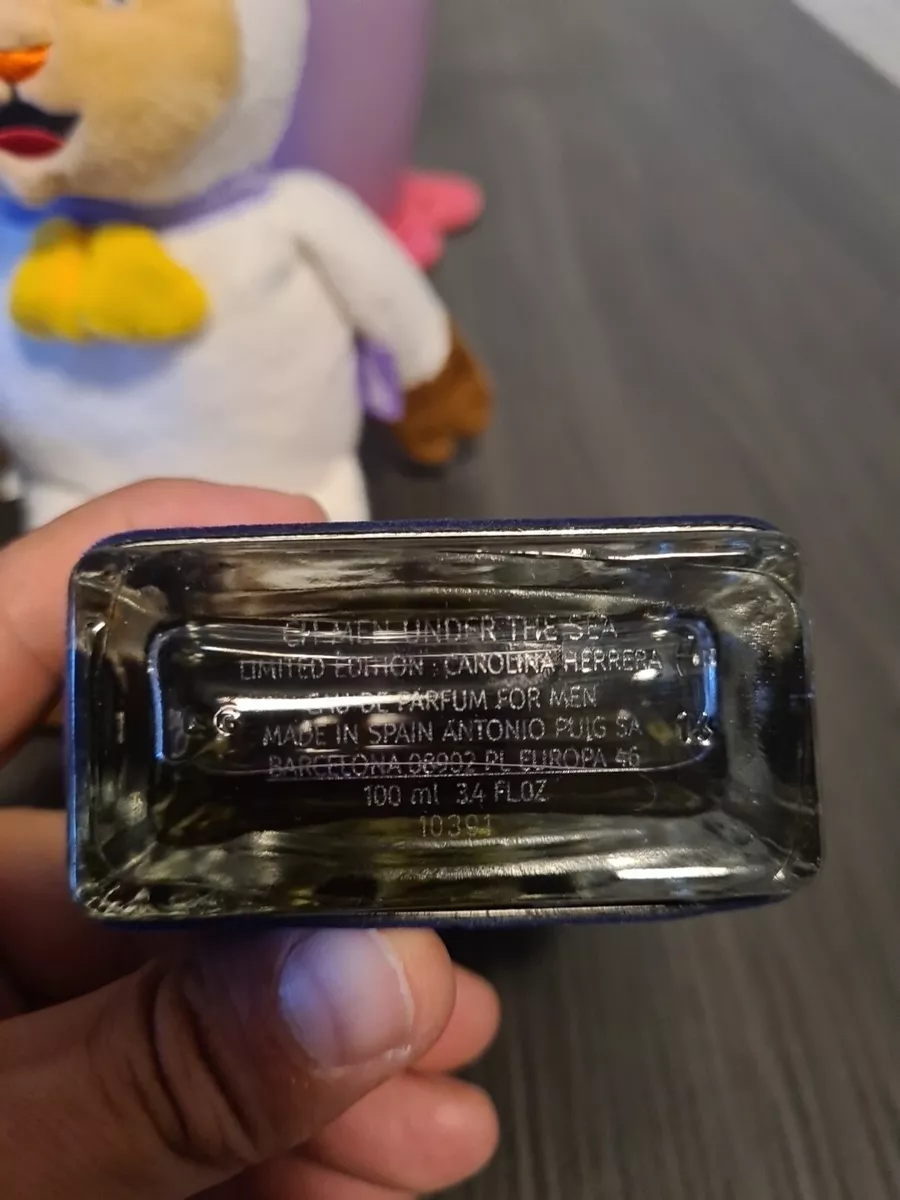 CH MEN UNDER THE SEA
LIMITED EDITION : CAROLINA HERRERA
EAU DE PARFUM FOR MEN
MADE IN SPAIN ANTONIO PUIG SA
BARCELONA 08902 PL EUROPA 46
100 ml 3.4 FL.OZ
10391